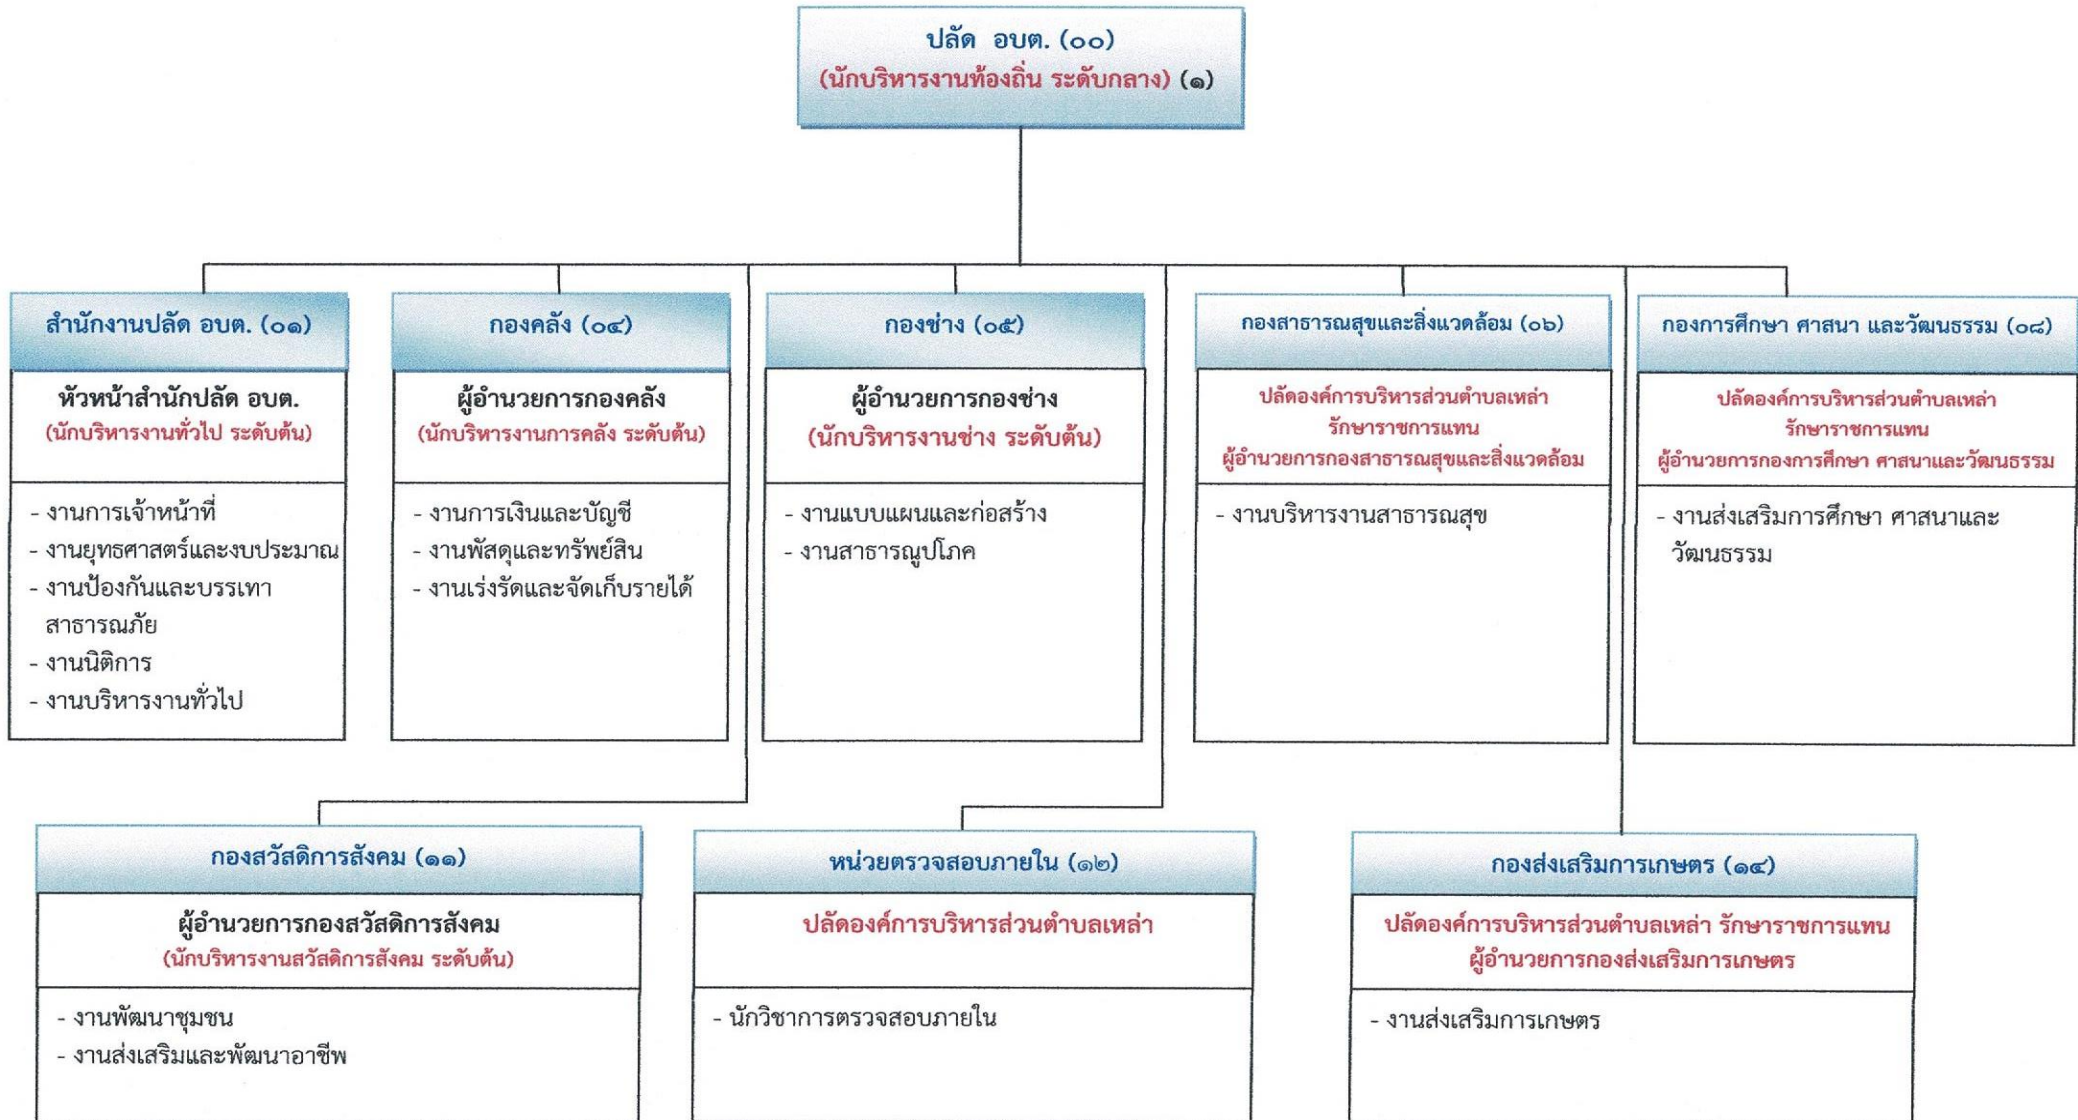 ปลัด อบต. (๐๐)
(นักบริหารงานท้องถิ่น ระดับกลาง) (๑)
สำนักงานปลัด อบต. (๐๑)
หัวหน้าสำนักปลัด อบต.
(นักบริหารงานทั่วไป ระดับต้น)
- งานการเจ้าหน้าที่
- งานยุทธศาสตร์และงบประมาณ
- งานป้องกันและบรรเทา
สาธารณภัย
- งานนิติการ
- งานบริหารงานทั่วไป
กองคลัง (๐๔)
ผู้อำนวยการกองคลัง
(นักบริหารงานการคลัง ระดับต้น)
- งานการเงินและบัญชี
- งานพัสดุและทรัพย์สิน
- งานเร่งรัดและจัดเก็บรายได้
กองช่าง (๐๕)
ผู้อำนวยการกองช่าง
(นักบริหารงานช่าง ระดับต้น)
- งานแบบแผนและก่อสร้าง
- งานสาธารณูปโภค
กองสาธารณสุขและสิ่งแวดล้อม (๐๖)
ปลัดองค์การบริหารส่วนตำบลเหล่า
รักษาราชการแทน
ผู้อำนวยการกองสาธารณสุขและสิ่งแวดล้อม
- งานบริหารงานสาธารณสุข
กองการศึกษา ศาสนา และวัฒนธรรม (๐๘)
ปลัดองค์การบริหารส่วนตำบลเหล่า
รักษาราชการแทน
ผู้อำนวยการกองการศึกษา ศาสนาและวัฒนธรรม
- งานส่งเสริมการศึกษา ศาสนาและ
วัฒนธรรม
กองสวัสดิการสังคม (๑๑)
ผู้อำนวยการกองสวัสดิการสังคม
(นักบริหารงานสวัสดิการสังคม ระดับต้น)
- งานพัฒนาชุมชน
- งานส่งเสริมและพัฒนาอาชีพ
หน่วยตรวจสอบภายใน (๑๒)
ปลัดองค์การบริหารส่วนตำบลเหล่า
- นักวิชาการตรวจสอบภายใน
กองส่งเสริมการเกษตร (๑๔)
ปลัดองค์การบริหารส่วนตำบลเหล่า รักษาราชการแทน
ผู้อำนวยการกองส่งเสริมการเกษตร
- งานส่งเสริมการเกษตร